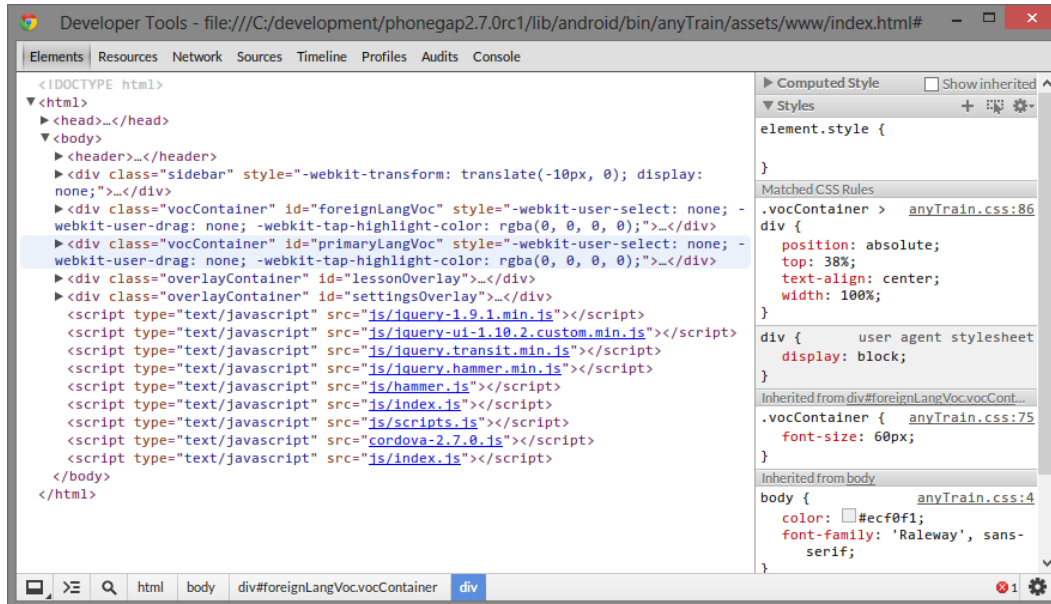 Developer Tools - file:///C:/development/phonegap2.7.0rc1/lib/android/bin/anyTrain/assets/www/index.html#
Elements Resources Network Sources Timeline Profiles Audits Console
<!DOCTYPE html>
▼<html>
▶<head>…</head>
▼<body>
▶<header>…</header>
▶<div class="sidebar" style="-webkit-transform: translate(-10px, 0); display:
none;">…</div>
▶<div class="vocContainer" id="foreignLangVoc" style="-webkit-user-select: none; -
webkit-user-drag: none; -webkit-tap-highlight-color: rgba(0, 0, 0, 0);">…</div>
▶<div class="vocContainer" id="primaryLangVoc" style="-webkit-user-select: none; -
webkit-user-drag: none; -webkit-tap-highlight-color: rgba(0, 0, 0, 0);">…</div>
▶<div class="overlayContainer" id="lessonOverlay">…</div>
▶<div class="overlayContainer" id="settingsOverlay">…</div>
<script type="text/javascript" src="js/jquery-1.9.1.min.js"></script>
<script type="text/javascript" src="js/jquery-ui-1.10.2.custom.min.js"></script>
<script type="text/javascript" src="js/jquery.transit.min.js"></script>
<script type="text/javascript" src="js/jquery.hammer.min.js"></script>
<script type="text/javascript" src="js/hammer.js"></script>
<script type="text/javascript" src="js/index.js"></script>
<script type="text/javascript" src="js/scripts.js"></script>
<script type="text/javascript" src="cordova-2.7.0.js"></script>
<script type="text/javascript" src="js/index.js"></script>
</body>
</html>
▶ Computed Style Show inherited
▼ Styles
element.style {
}
Matched CSS Rules
.vocContainer > anyTrain.css:86
div {
position: absolute;
top: 38%;
text-align: center;
width: 100%;
}
div { user agent stylesheet
display: block;
}
Inherited from div#foreignLangVoc.vocCont...
.vocContainer { anyTrain.css:75
font-size: 60px;
}
Inherited from body
body { anyTrain.css:4
color: #ecf0f1;
font-family: 'Raleway', sans-
serif;
}
html body div#foreignLangVoc.vocContainer div 1